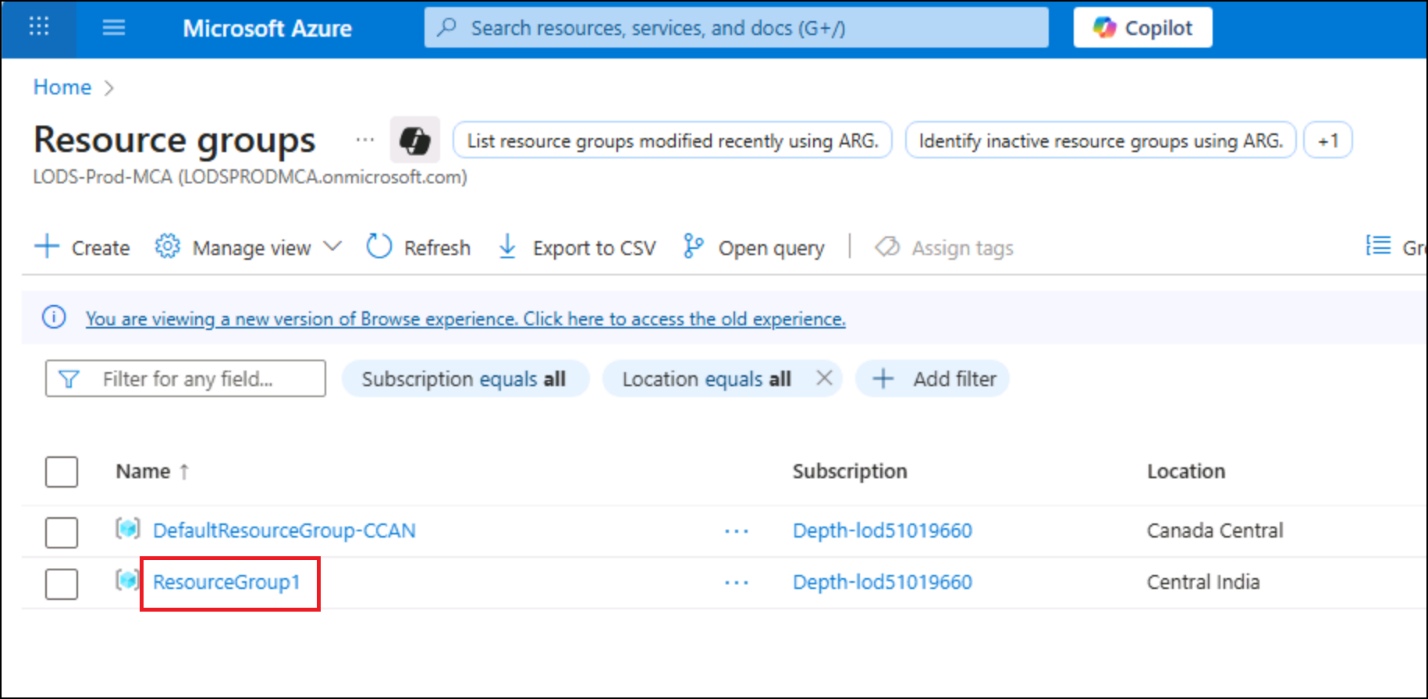 Microsoft Azure Search resources, services, and docs (G+/) Copilot
Home
Resource groups ... List resource groups modified recently using ARG. Identify inactive resource groups using ARG. +1
LODS-Prod-MCA (LODSPRODMCA.onmicrosoft.com)
Create Manage view Refresh Export to CSV Open query Assign tags
You are viewing a new version of Browse experience. Click here to access the old experience.
Filter for any field... Subscription equals all Location equals all Add filter
Name ↑ Subscription Location
DefaultResourceGroup-CCAN ... Depth-lod51019660 Canada Central
ResourceGroup1 ... Depth-lod51019660 Central India